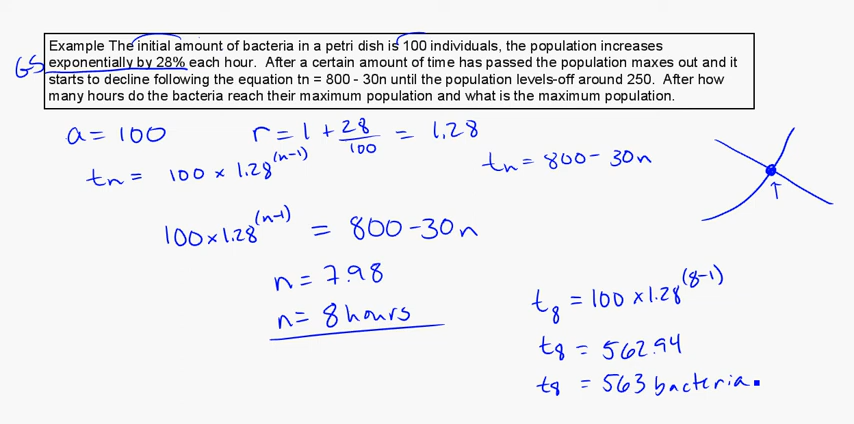 Example The initial amount of bacteria in a petri dish is 100 individuals, the population increases
GS exponentially by 28% each hour. After a certain amount of time has passed the population maxes out and it
starts to decline following the equation tn = 800 - 30n until the population levels-off around 250. After how
many hours do the bacteria reach their maximum population and what is the maximum population.
a = 100
r = 1 + 28/100 = 1.28
tn = 100 x 1.28^(n-1)
tn = 800 - 30n
100 x 1.28^(n-1) = 800 - 30n
n = 7.98
n = 8 hours
t8 = 100 x 1.28^(8-1)
t8 = 562.94
t8 = 563 bacteria.